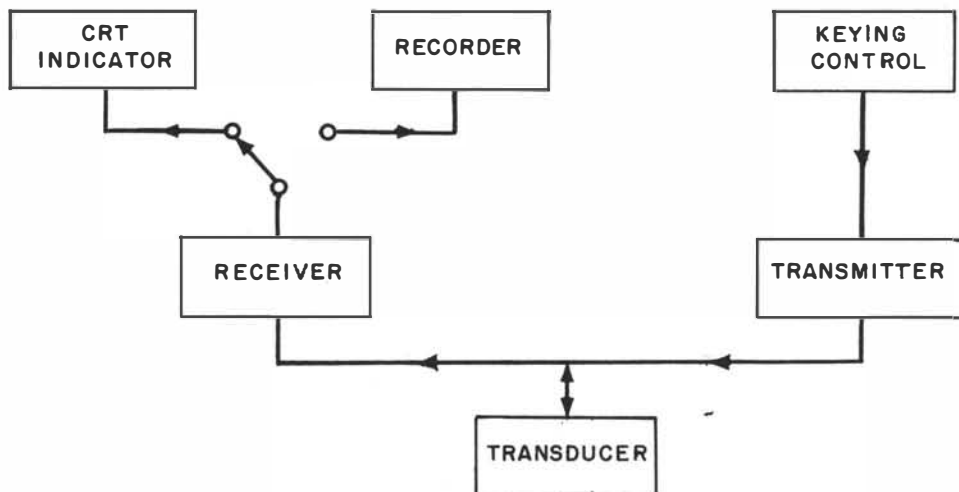 CRT
INDICATOR
RECORDER
KEYING
CONTROL
RECEIVER
TRANSMITTER
TRANSDUCER